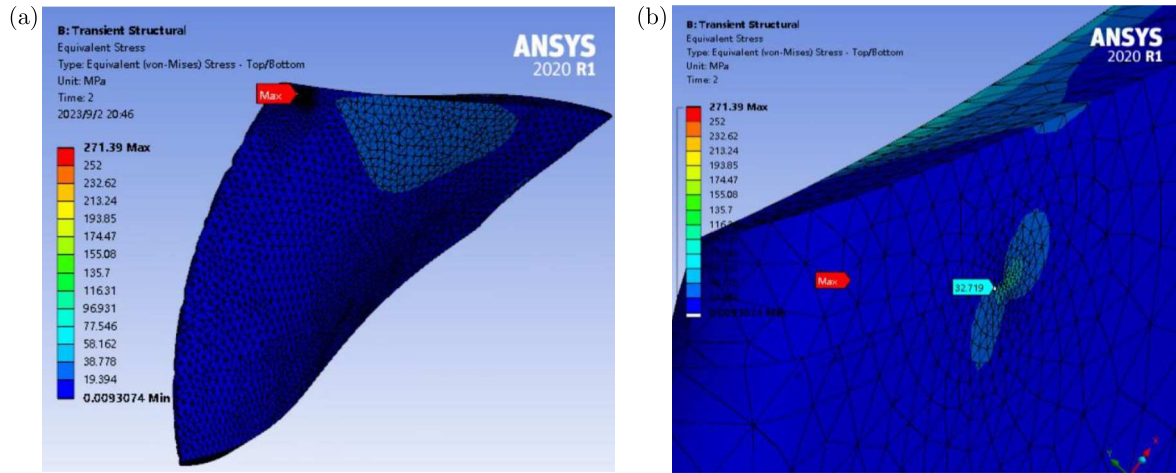 (a)
B: Transient Structural
Equivalent Stress
Type: Equivalent (von-Mises) Stress - Top/Bottom
Unit: MPa
Time: 2
2023/9/2 20:46
ANSYS
2020 R1
Max
271.39 Max
252
232.62
213.24
193.85
174.47
155.08
135.7
116.31
96.931
77.546
58.162
38.778
19.394
0.0093074 Min
(b)
B: Transient Structural
Equivalent Stress
Type: Equivalent (von-Mises) Stress - Top/Bottom
Unit: MPa
Time: 2
ANSYS
2020 R1
271.39 Max
252
232.62
213.24
193.85
174.47
155.08
135.7
Max
32.719
Y
X